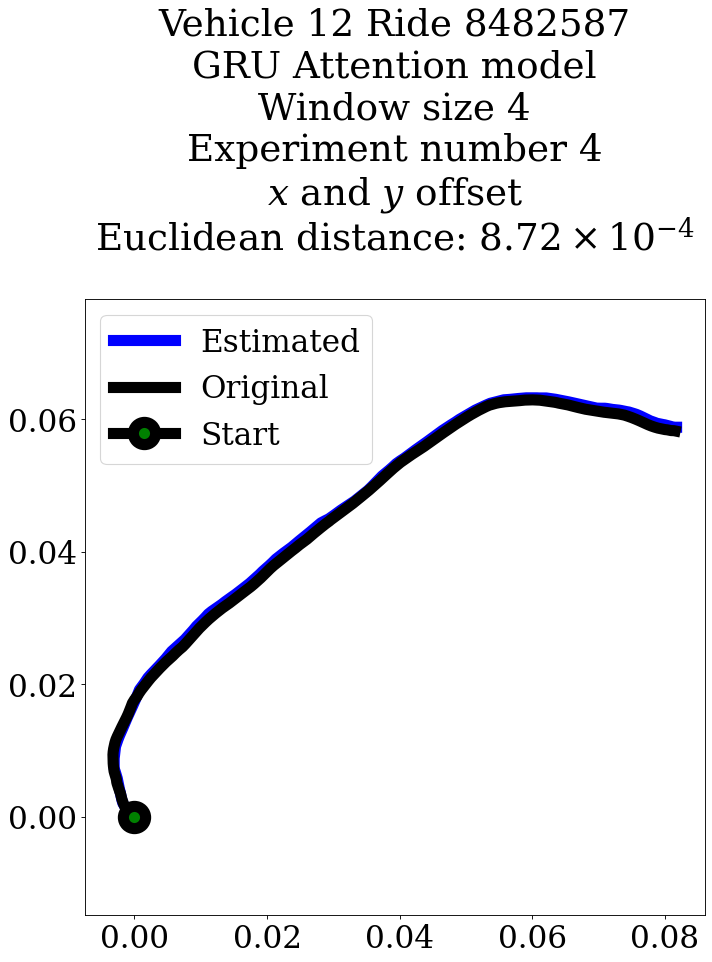 Vehicle 12 Ride 8482587
GRU Attention model
Window size 4
Experiment number 4
x and y offset
Euclidean distance: 8.72 × 10⁻⁴
Estimated
Original
Start
0.06
0.04
0.02
0.00
0.00 0.02 0.04 0.06 0.08